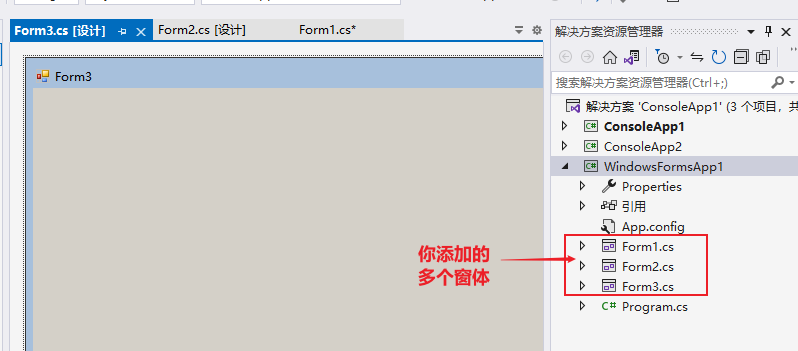 Form3.cs [设计]
Form2.cs [设计]
Form1.cs*
Form3
你添加的
多个窗体
解决方案资源管理器
搜索解决方案资源管理器(Ctrl+;)
解决方案 'ConsoleApp1' (3 个项目，共
ConsoleApp1
ConsoleApp2
WindowsFormsApp1
Properties
引用
App.config
Form1.cs
Form2.cs
Form3.cs
Program.cs